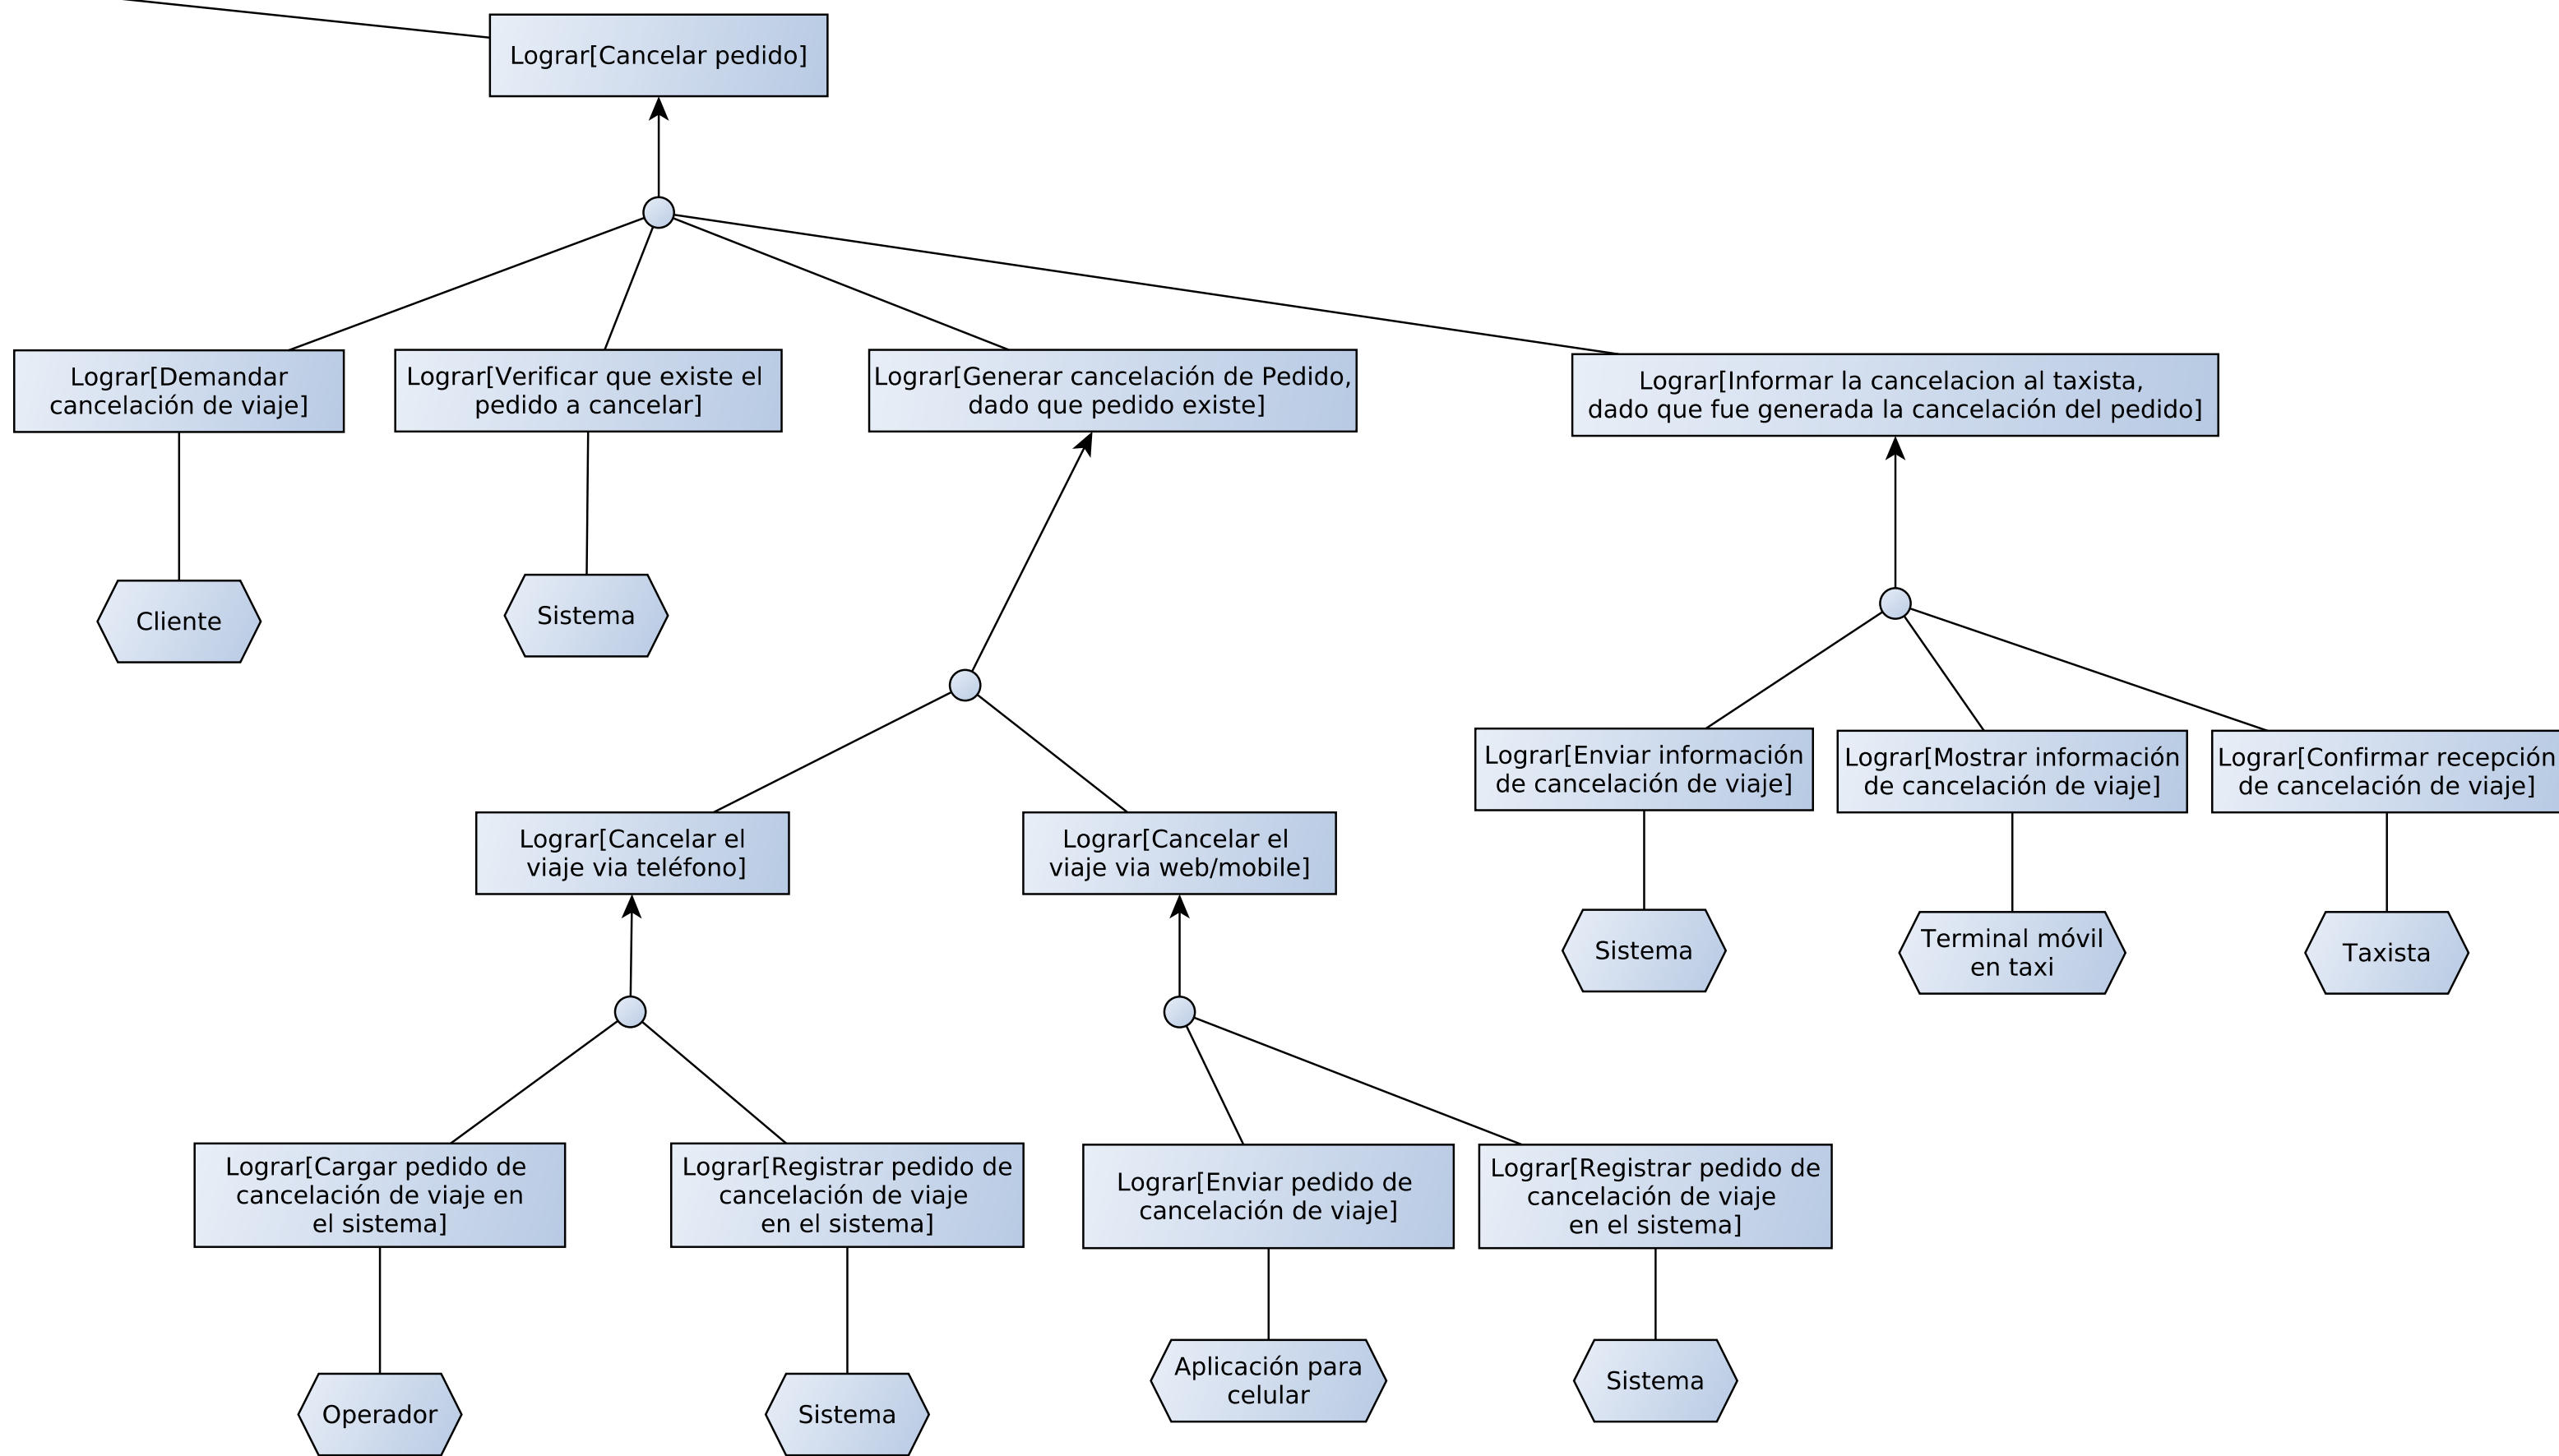 Lograr[Cancelar pedido]
Lograr[Demandar
cancelación de viaje]
Lograr[Verificar que existe el
pedido a cancelar]
Lograr[Generar cancelación de Pedido,
dado que pedido existe]
Lograr[Informar la cancelacion al taxista,
dado que fue generada la cancelación del pedido]
Cliente
Sistema
Lograr[Enviar información
de cancelación de viaje]
Lograr[Mostrar información
de cancelación de viaje]
Lograr[Confirmar recepción
de cancelación de viaje]
Lograr[Cancelar el
viaje via teléfono]
Lograr[Cancelar el
viaje via web/mobile]
Sistema
Terminal móvil
en taxi
Taxista
Lograr[Cargar pedido de
cancelación de viaje en
el sistema]
Lograr[Registrar pedido de
cancelación de viaje
en el sistema]
Lograr[Enviar pedido de
cancelación de viaje]
Lograr[Registrar pedido de
cancelación de viaje
en el sistema]
Operador
Sistema
Aplicación para
celular
Sistema